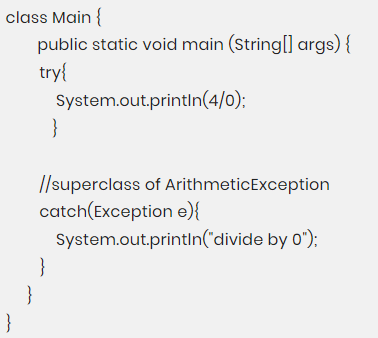 class Main {
public static void main (String[] args) {
try{
System.out.println(4/0);
}
//superclass of ArithmeticException
catch(Exception e){
System.out.println("divide by 0");
}
}
}